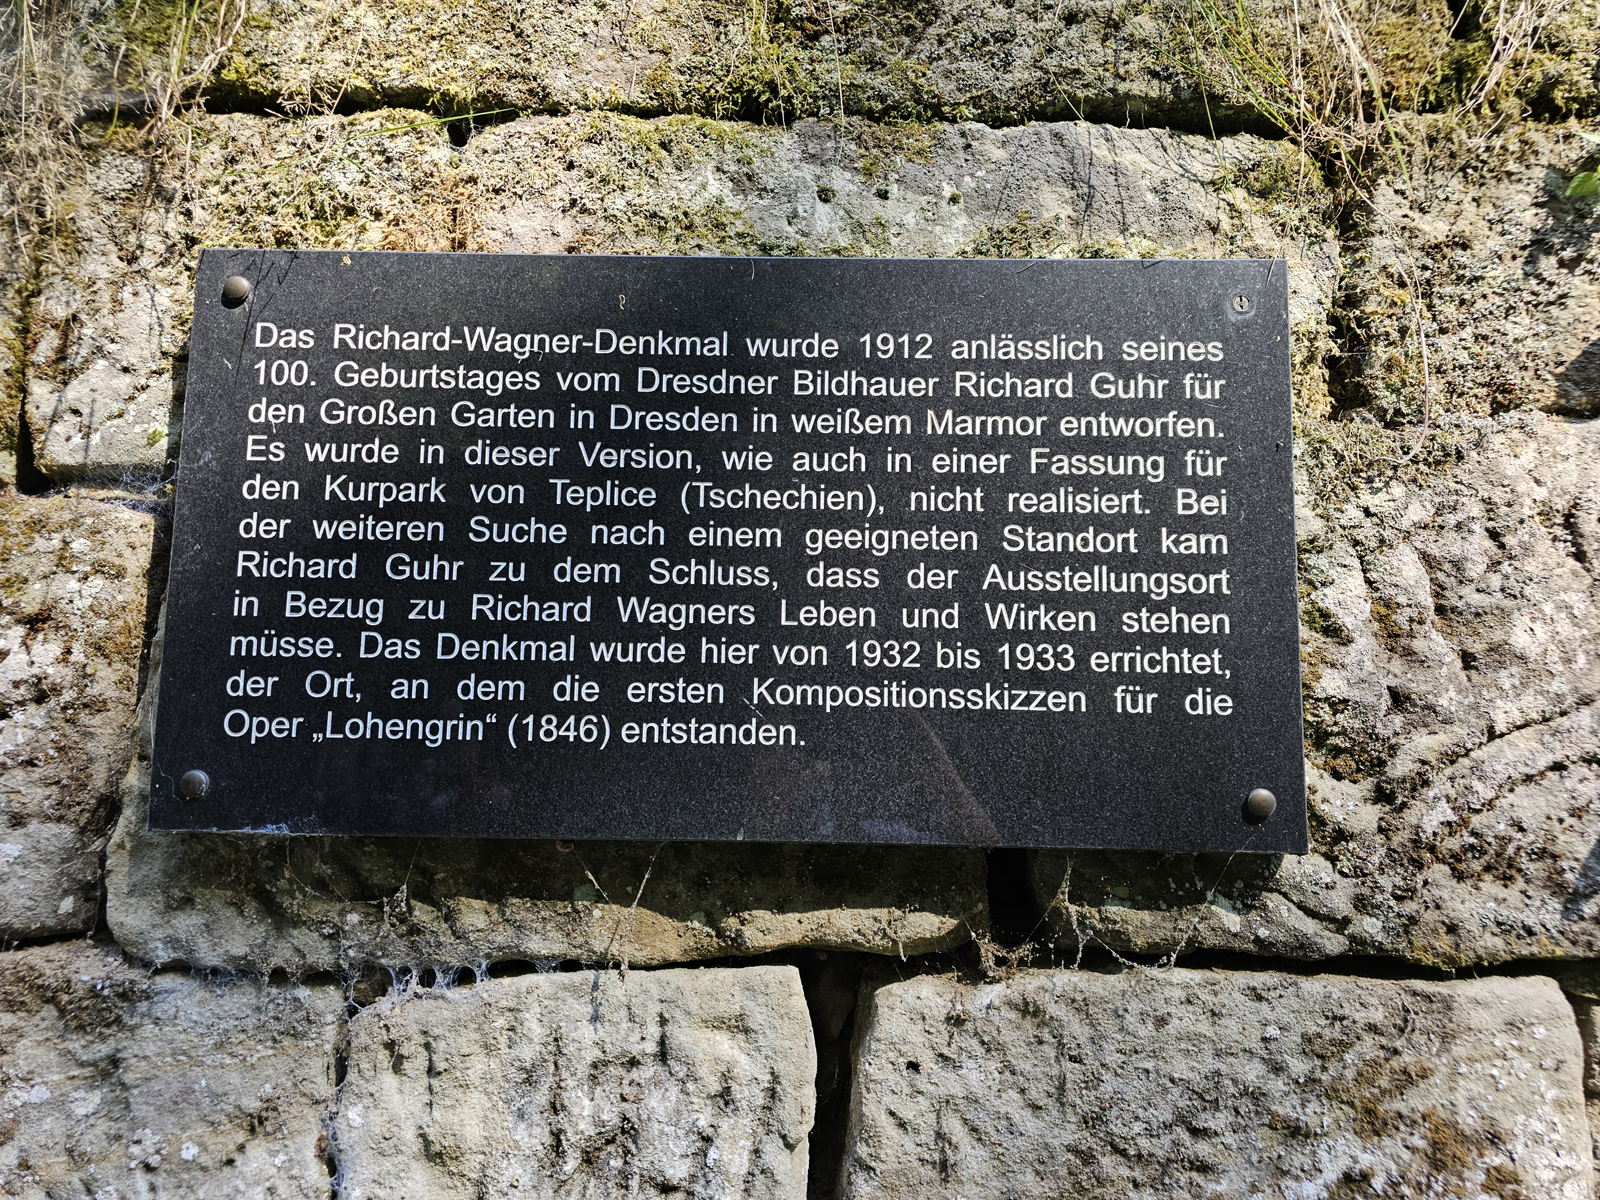 Das Richard-Wagner-Denkmal wurde 1912 anlässlich seines
100. Geburtstages vom Dresdner Bildhauer Richard Guhr für
den Großen Garten in Dresden in weißem Marmor entworfen.
Es wurde in dieser Version, wie auch in einer Fassung für
den Kurpark von Teplice (Tschechien), nicht realisiert. Bei
der weiteren Suche nach einem geeigneten Standort kam
Richard Guhr zu dem Schluss, dass der Ausstellungsort
in Bezug zu Richard Wagners Leben und Wirken stehen
müsse. Das Denkmal wurde hier von 1932 bis 1933 errichtet,
der Ort, an dem die ersten Kompositionsskizzen für die
Oper „Lohengrin“ (1846) entstanden.